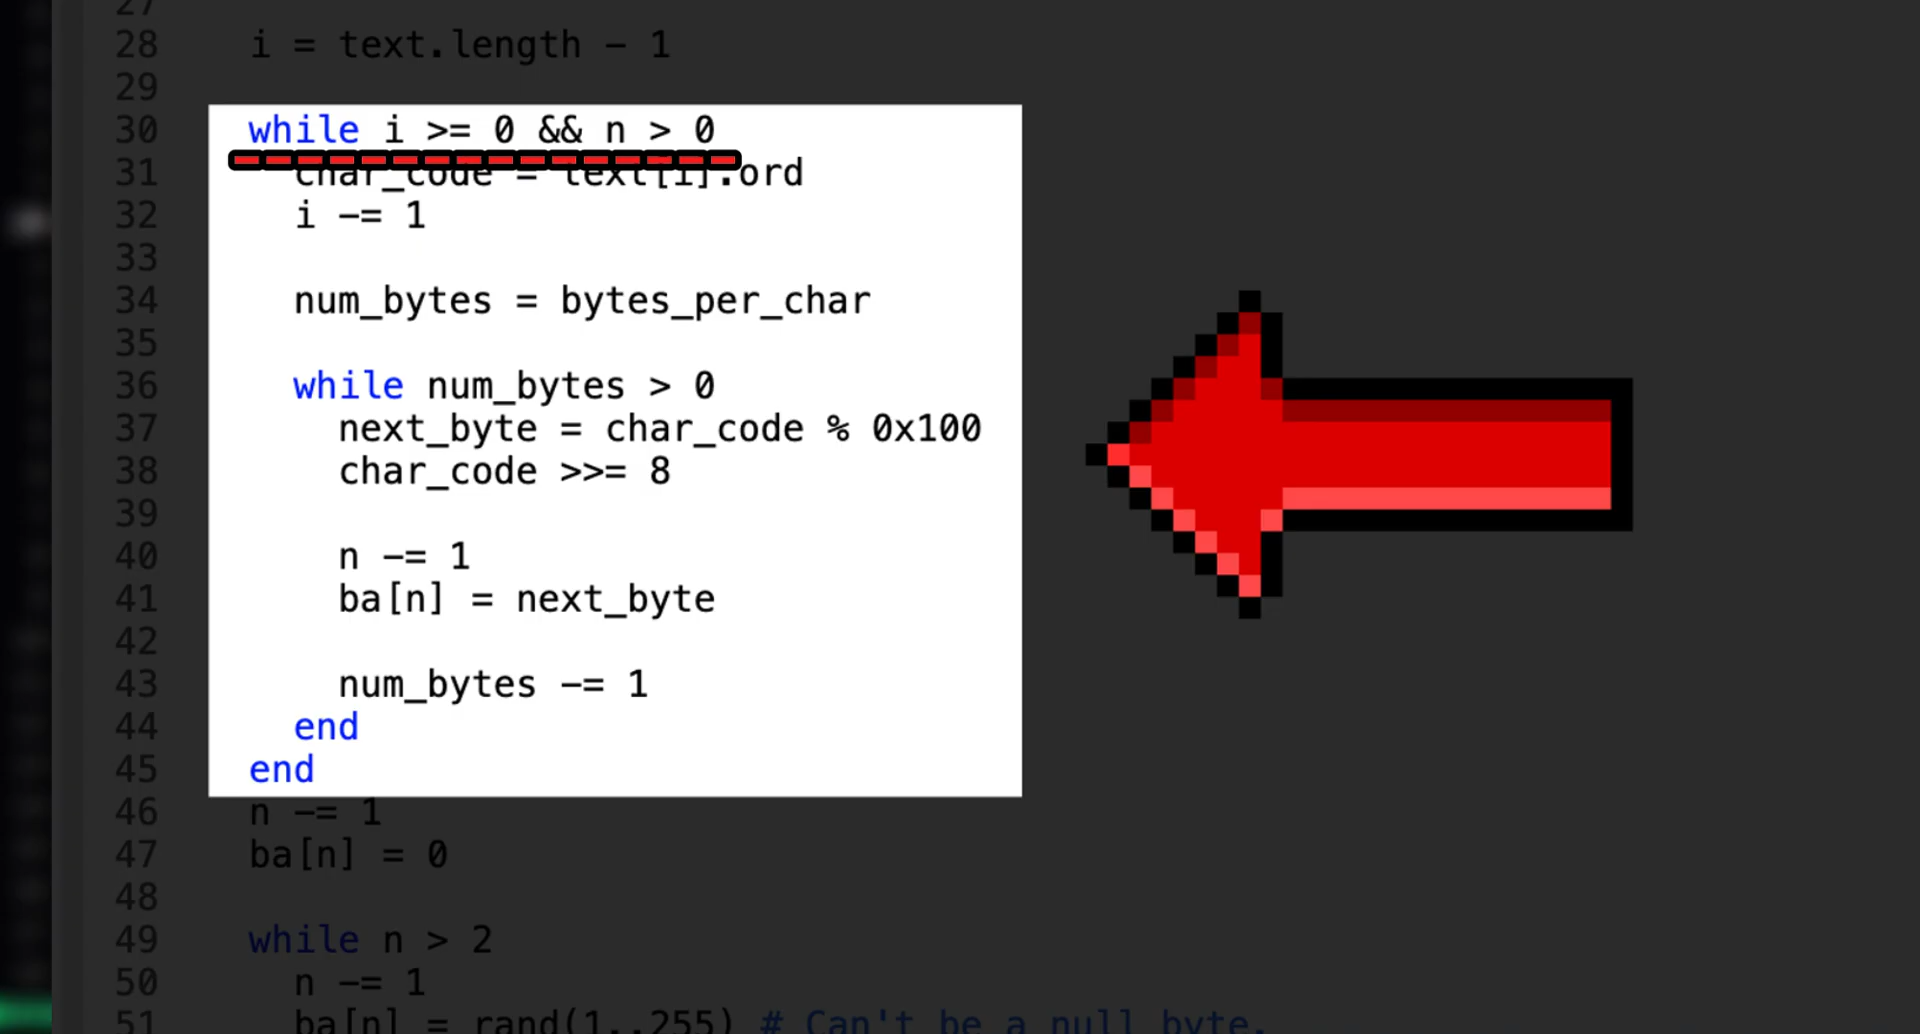 27
28 i = text.length - 1
29
30 while i >= 0 && n > 0
31 char_code = text[i].ord
32 i -= 1
33
34 num_bytes = bytes_per_char
35
36 while num_bytes > 0
37 next_byte = char_code % 0x100
38 char_code >>= 8
39
40 n -= 1
41 ba[n] = next_byte
42
43 num_bytes -= 1
44 end
45 end
46 n -= 1
47 ba[n] = 0
48
49 while n > 2
50 n -= 1
51 ba[n] = rand(1..255) # Can't be a null byte.